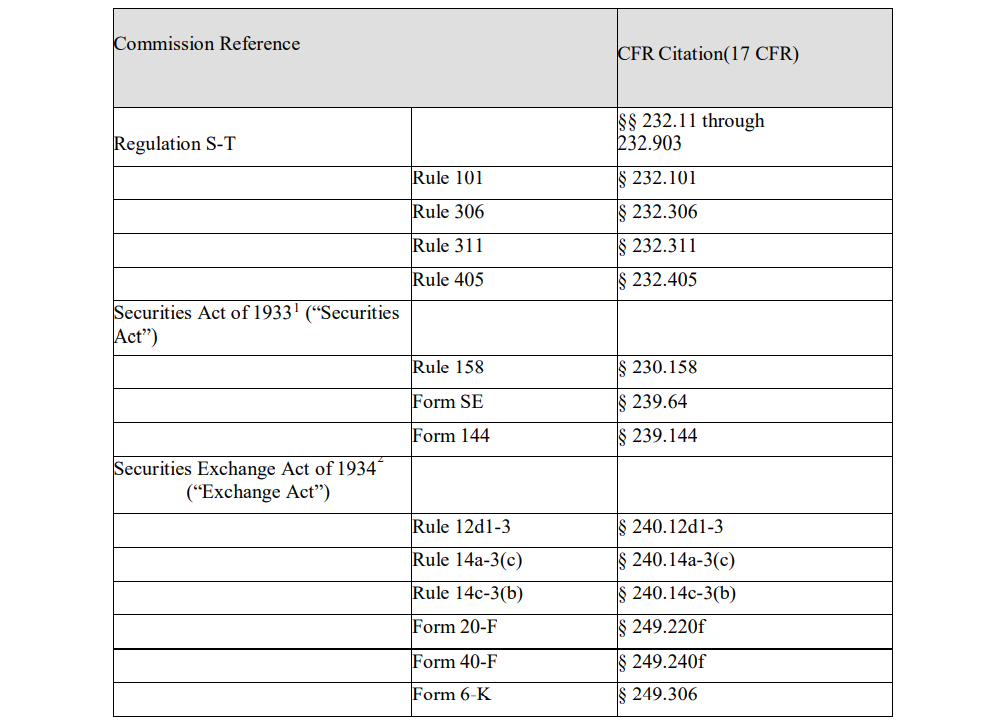 Commission Reference
CFR Citation(17 CFR)
Regulation S-T
§§ 232.11 through
232.903
Rule 101
§ 232.101
Rule 306
§ 232.306
Rule 311
§ 232.311
Rule 405
§ 232.405
Securities Act of 1933¹ (“Securities
Act”)
Rule 158
§ 230.158
Form SE
§ 239.64
Form 144
§ 239.144
Securities Exchange Act of 1934²
(“Exchange Act”)
Rule 12d1-3
§ 240.12d1-3
Rule 14a-3(c)
§ 240.14a-3(c)
Rule 14c-3(b)
§ 240.14c-3(b)
Form 20-F
§ 249.220f
Form 40-F
§ 249.240f
Form 6-K
§ 249.306